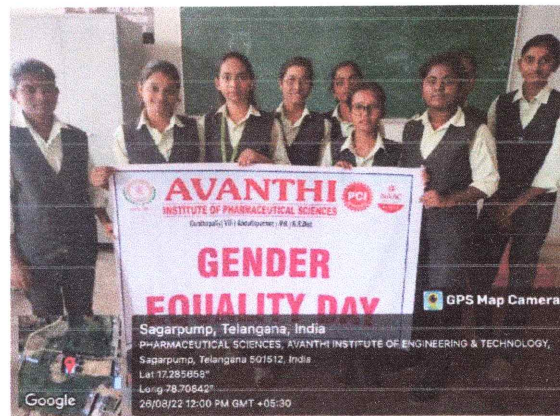 AVANTHI
INSTITUTE OF PHARMACEUTICAL SCIENCES
PCI
NAAC
GENDER
EQUALITY DAY
GPS Map Camera
Sagarpump, Telangana, India
PHARMACEUTICAL SCIENCES, AVANTHI INSTITUTE OF ENGINEERING & TECHNOLOGY,
Sagarpump, Telangana 501512, India
Lat 17.285658°
Long 78.70642°
26/08/22 12:00 PM GMT +05:30
Google